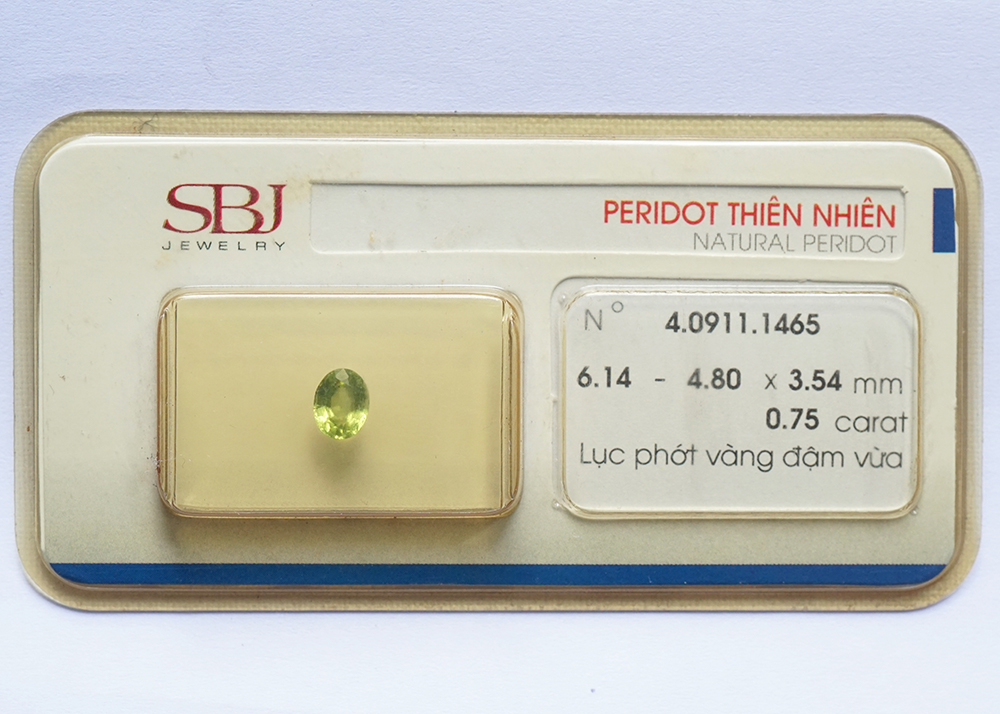 SBJ
JEWELRY
PERIDOT THIÊN NHIÊN
NATURAL PERIDOT
N° 4.0911.1465
6.14 - 4.80 x 3.54 mm
0.75 carat
Lục phớt vàng đậm vừa